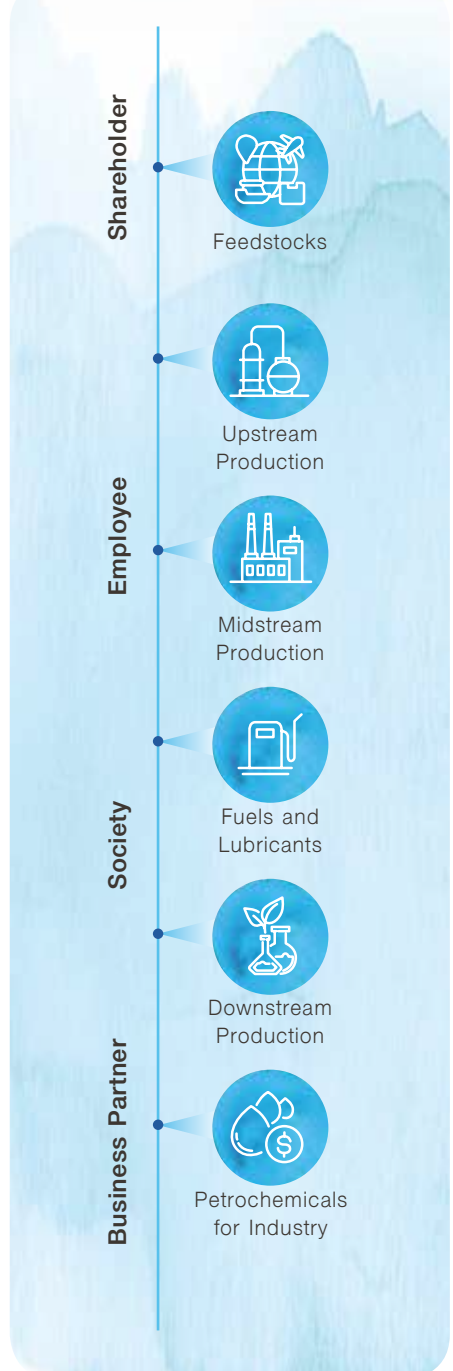 Shareholder
Feedstocks
Upstream
Production
Employee
Midstream
Production
Fuels and
Lubricants
Society
Downstream
Production
Business Partner
$
Petrochemicals
for Industry